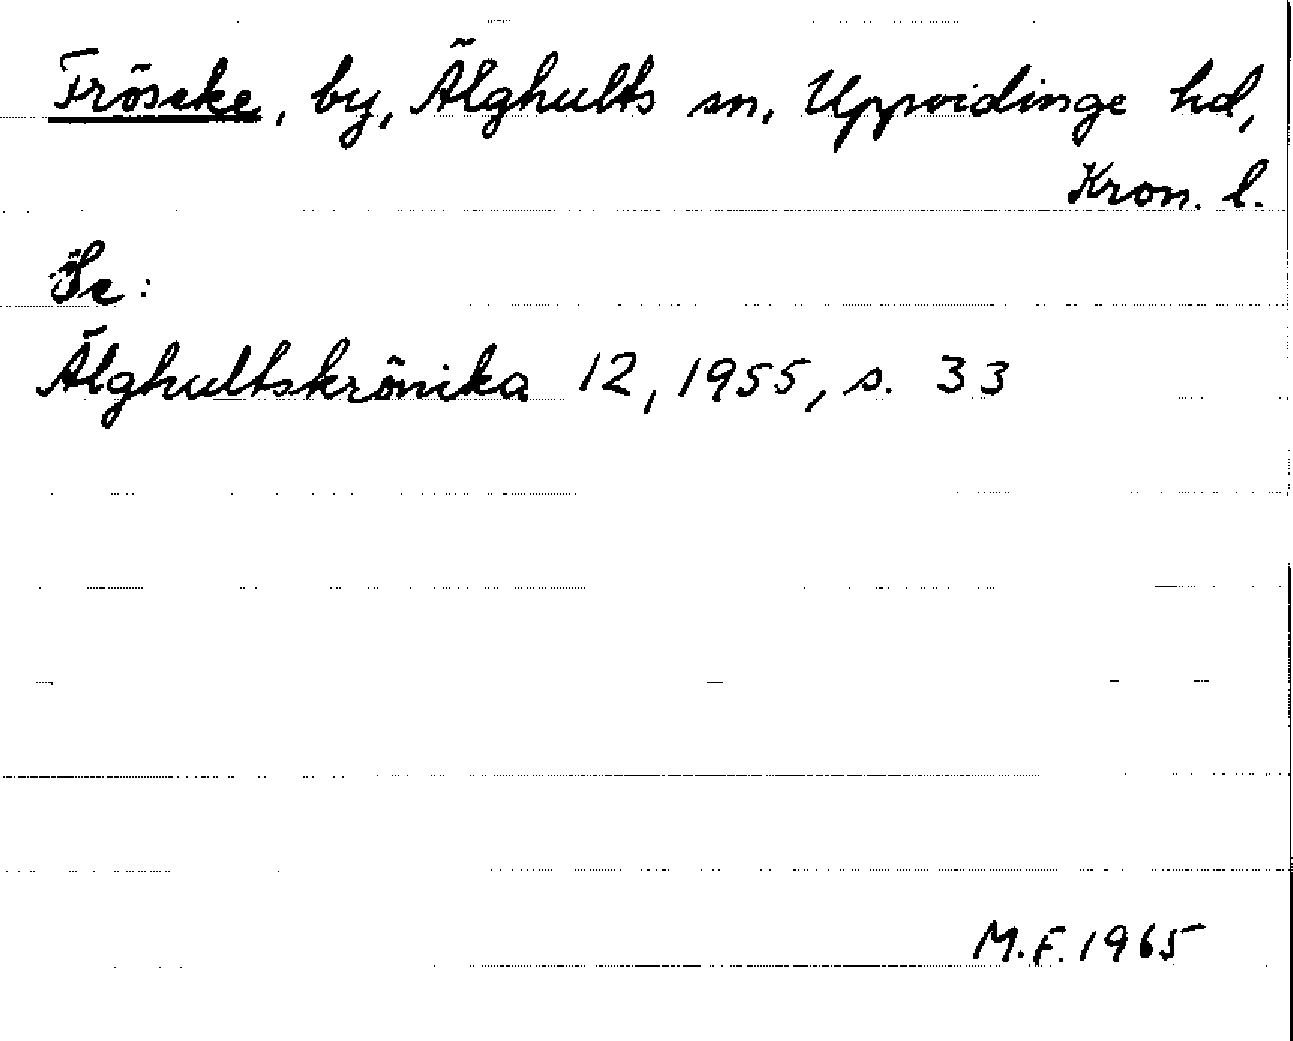 Fröseke, by, Älghults sn, Uppvidinge hd,
Kron. l.
Se:
Älghultskrönika 12, 1955, s. 33
M.F. 1965